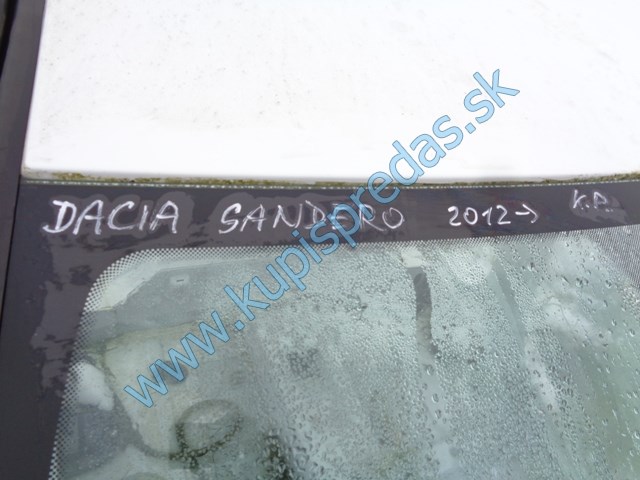 DACIA SANDERO 2012→ K.P.
www.kupispredas.sk